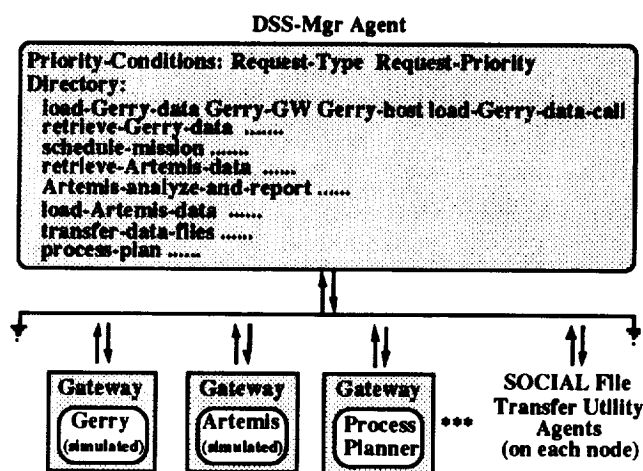 DSS-Mgr Agent
Priority-Conditions: Request-Type Request-Priority
Directory:
load-Gerry-data Gerry-GW Gerry-host load-Gerry-data-call
retrieve-Gerry-data .......
schedule-mission .......
retrieve-Artemis-data ......
Artemis-analyze-and-report ......
load-Artemis-data ......
transfer-data-files ......
process-plan ......
Gateway
Gerry
(simulated)
Gateway
Artemis
(simulated)
Gateway
Process
Planner
***
SOCIAL File
Transfer Utility
Agents
(on each node)